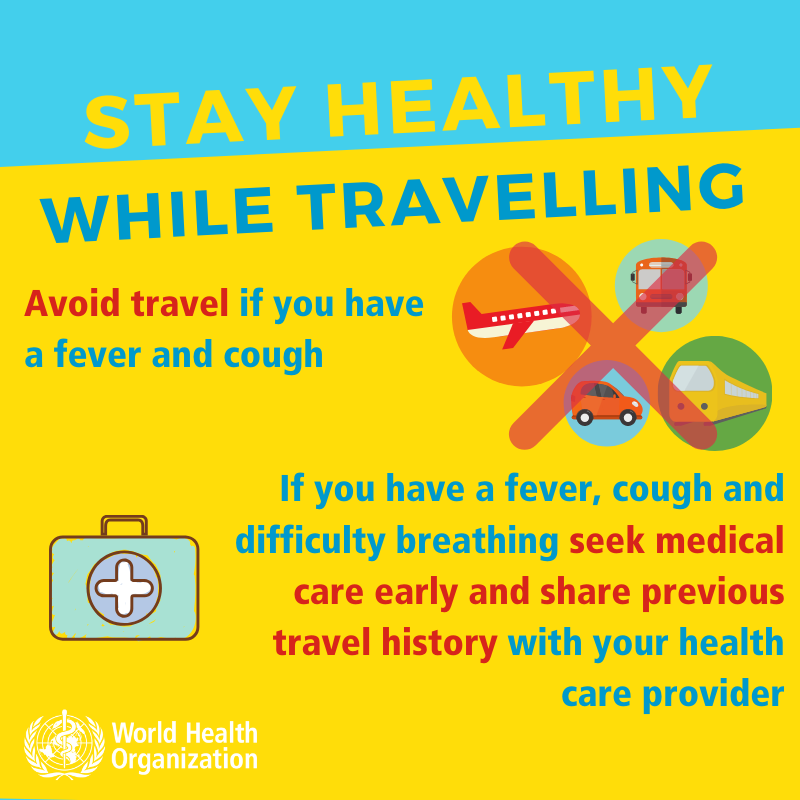 STAY HEALTHY
WHILE TRAVELLING
Avoid travel if you have
a fever and cough
If you have a fever, cough and
difficulty breathing seek medical
care early and share previous
travel history with your health
care provider
World Health
Organization